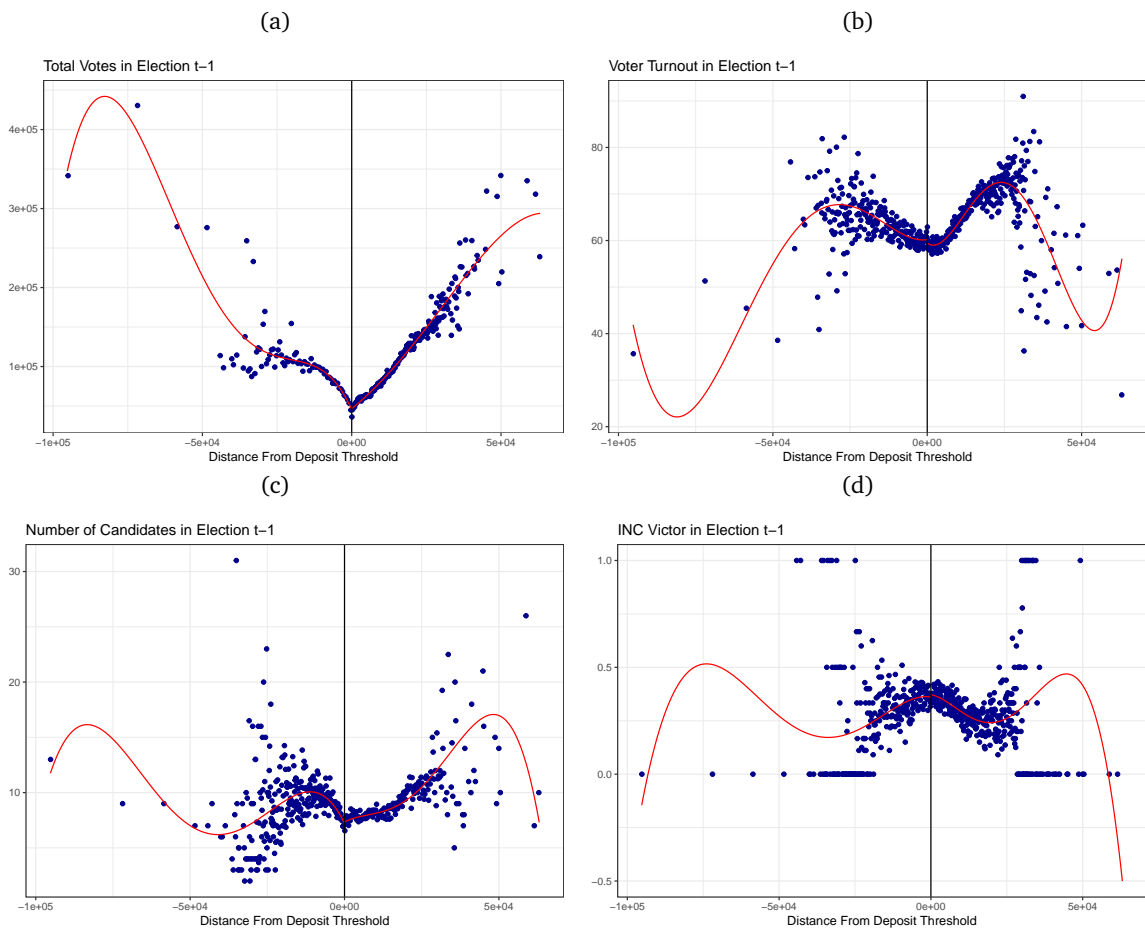 (a)
Total Votes in Election t−1
4e+05
3e+05
2e+05
1e+05
−1e+05 −5e+04 0e+00 5e+04
Distance From Deposit Threshold
(b)
Voter Turnout in Election t−1
80
60
40
20
−1e+05 −5e+04 0e+00 5e+04
Distance From Deposit Threshold
(c)
Number of Candidates in Election t−1
30
20
10
−1e+05 −5e+04 0e+00 5e+04
Distance From Deposit Threshold
(d)
INC Victor in Election t−1
1.0
0.5
0.0
−0.5
−1e+05 −5e+04 0e+00 5e+04
Distance From Deposit Threshold